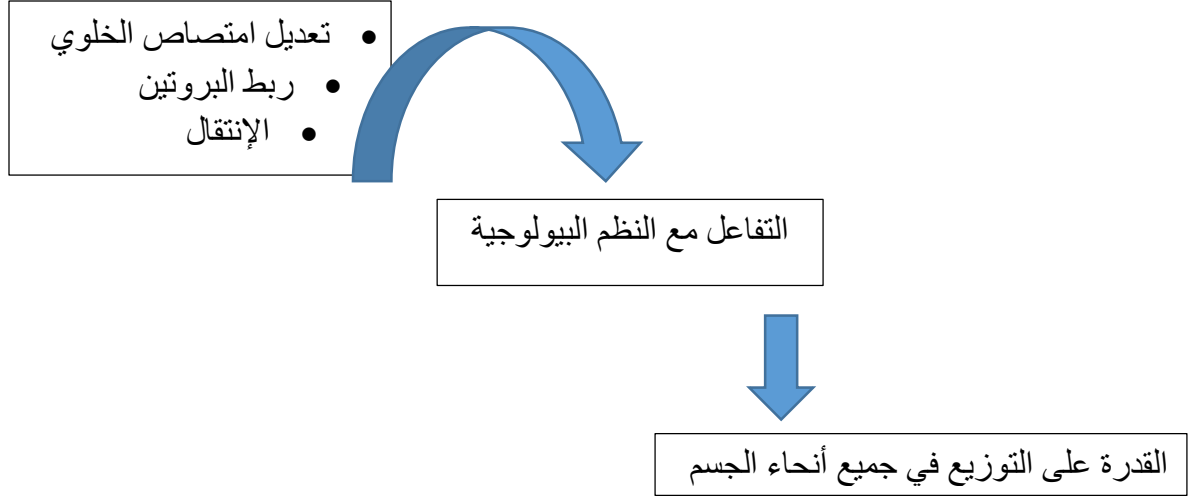 • تعديل امتصاص الخلوي
• ربط البروتين
• الإنتقال
التفاعل مع النظم البيولوجية
القدرة على التوزيع في جميع أنحاء الجسم